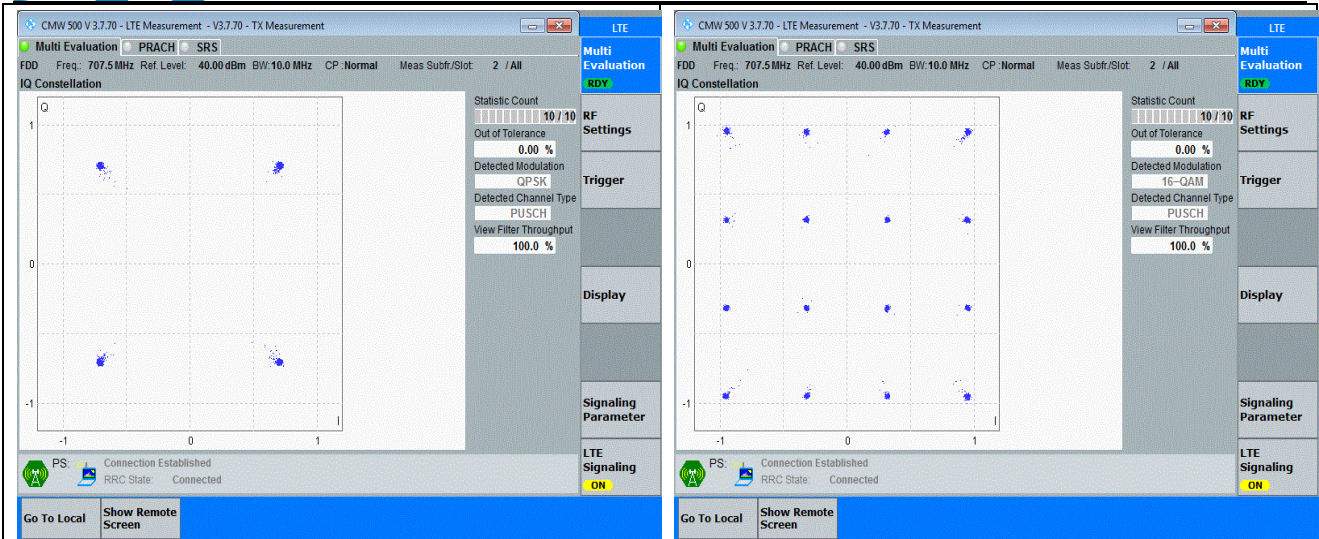 CMW 500 V 3.7.70 - LTE Measurement - V3.7.70 - TX Measurement
LTE
Multi Evaluation PRACH SRS
Multi
Evaluation
RDY
FDD Freq.: 707.5 MHz Ref. Level: 40.00 dBm BW: 10.0 MHz CP :Normal Meas Subfr./Slot: 2 / All
IQ Constellation
Q
1
0
-1
-1 0 1
I
Statistic Count
10 / 10
Out of Tolerance
0.00 %
Detected Modulation
QPSK
Detected Channel Type
PUSCH
View Filter Throughput
100.0 %
RF
Settings
Trigger
Display
Signaling
Parameter
LTE
Signaling
ON
PS: Connection Established
RRC State: Connected
Go To Local
Show Remote
Screen
CMW 500 V 3.7.70 - LTE Measurement - V3.7.70 - TX Measurement
LTE
Multi Evaluation PRACH SRS
Multi
Evaluation
RDY
FDD Freq.: 707.5 MHz Ref. Level: 40.00 dBm BW: 10.0 MHz CP :Normal Meas Subfr./Slot: 2 / All
IQ Constellation
Q
1
0
-1
-1 0 1
I
Statistic Count
10 / 10
Out of Tolerance
0.00 %
Detected Modulation
16-QAM
Detected Channel Type
PUSCH
View Filter Throughput
100.0 %
RF
Settings
Trigger
Display
Signaling
Parameter
LTE
Signaling
ON
PS: Connection Established
RRC State: Connected
Go To Local
Show Remote
Screen